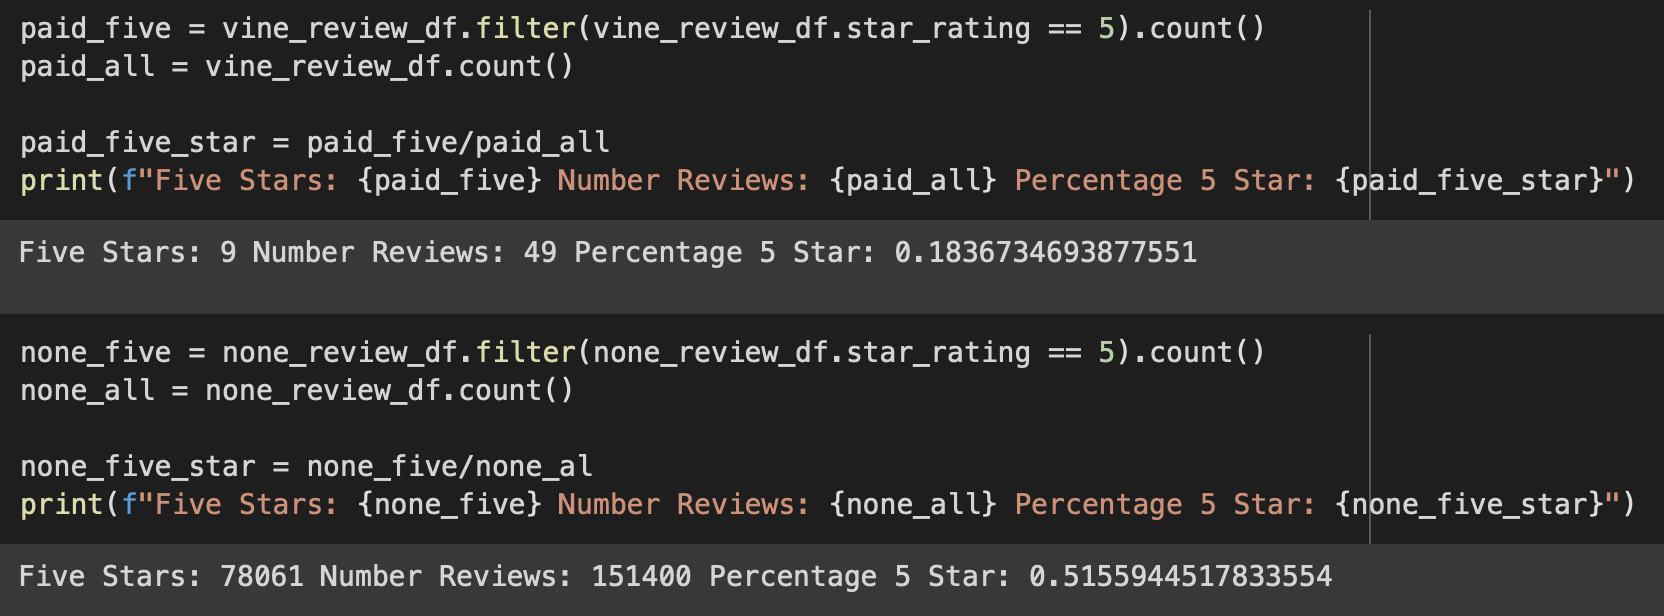 paid_five = vine_review_df.filter(vine_review_df.star_rating == 5).count()
paid_all = vine_review_df.count()
paid_five_star = paid_five/paid_all
print(f"Five Stars: {paid_five} Number Reviews: {paid_all} Percentage 5 Star: {paid_five_star}")
Five Stars: 9 Number Reviews: 49 Percentage 5 Star: 0.1836734693877551
none_five = none_review_df.filter(none_review_df.star_rating == 5).count()
none_all = none_review_df.count()
none_five_star = none_five/none_al
print(f"Five Stars: {none_five} Number Reviews: {none_all} Percentage 5 Star: {none_five_star}")
Five Stars: 78061 Number Reviews: 151400 Percentage 5 Star: 0.5155944517833554